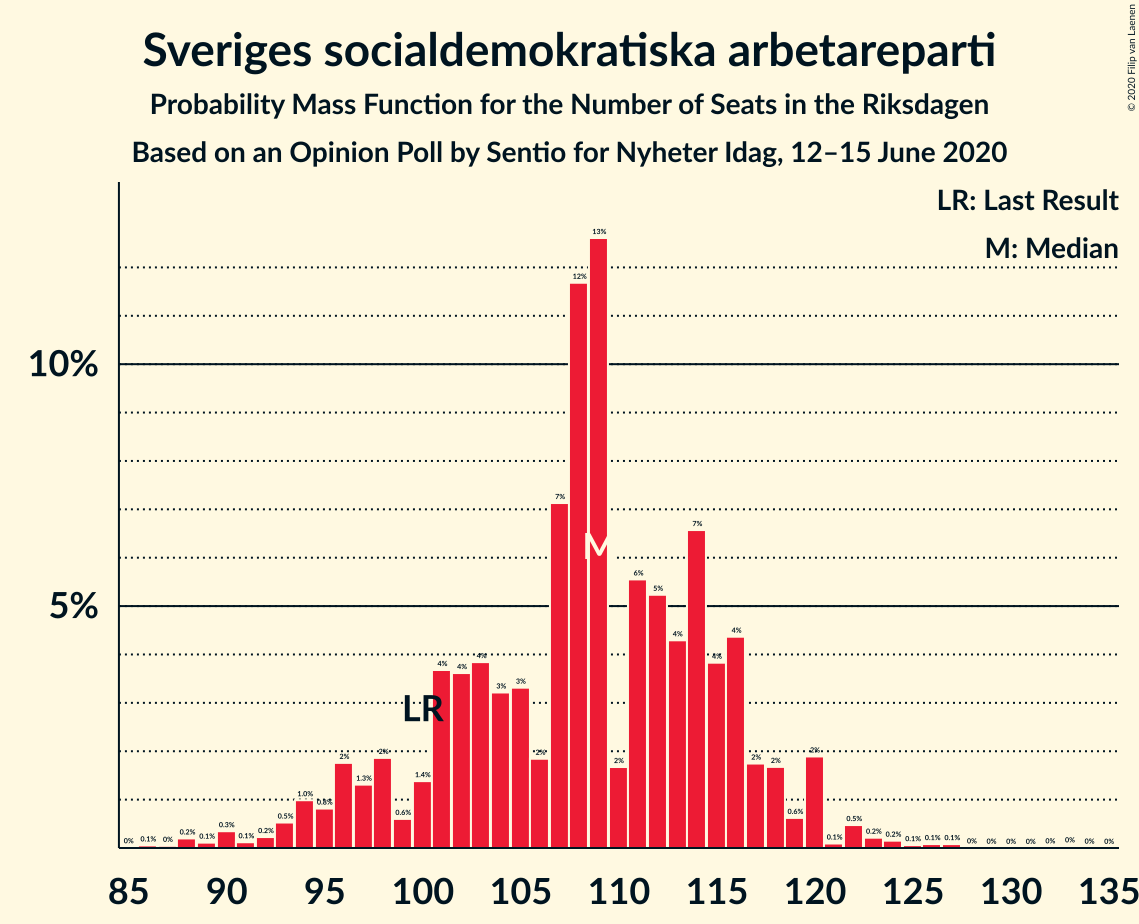 Sveriges socialdemokratiska arbetareparti
Probability Mass Function for the Number of Seats in the Riksdagen
Based on an Opinion Poll by Sentio for Nyheter Idag, 12–15 June 2020
© 2020 Filip van Laenen
LR: Last Result
M: Median
10%
5%
LR
M
0% 0.1% 0% 0.2% 0.1% 0.3% 0.1% 0.2% 0.5% 1.0% 0.8% 2% 1.3% 2% 0.6% 1.4% 4% 4% 4% 3% 3% 2% 7% 12% 13% 2% 6% 5% 4% 7% 4% 4% 2% 2% 0.6% 2% 0.1% 0.5% 0.2% 0.2% 0.1% 0.1% 0.1% 0% 0% 0% 0% 0% 0% 0% 0%
85 90 95 100 105 110 115 120 125 130 135